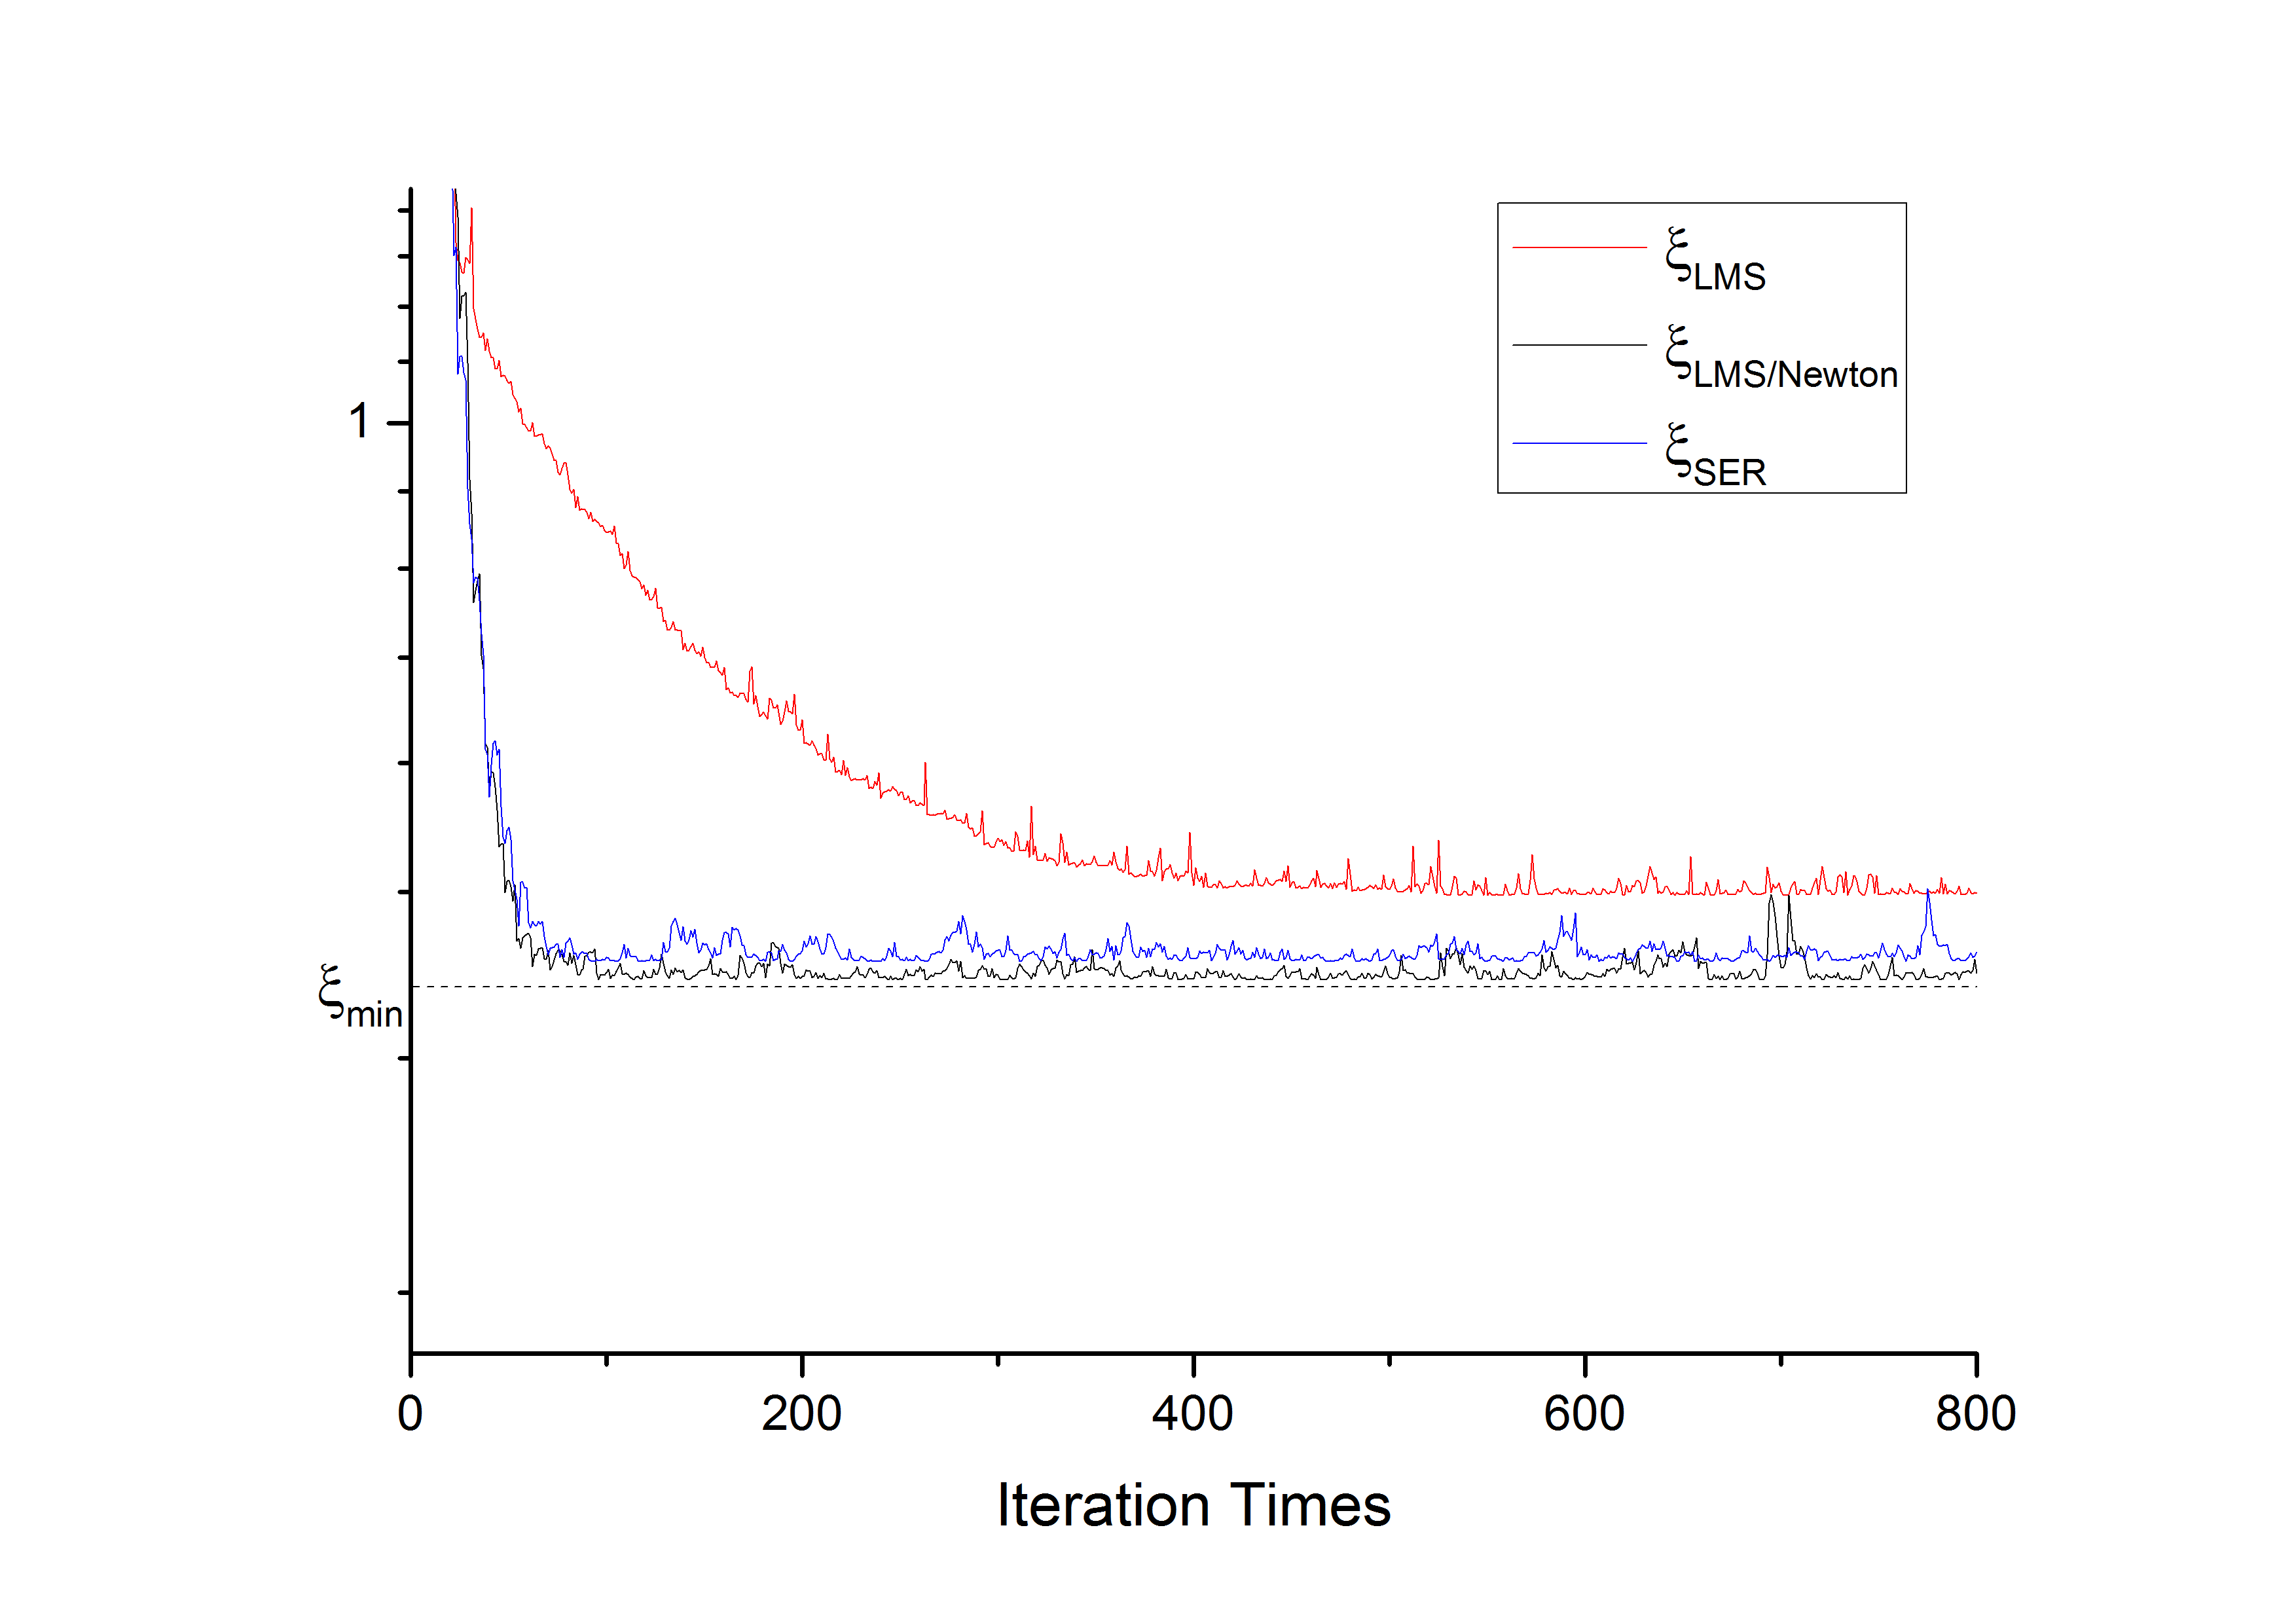 ξLMS
ξLMS/Newton
ξSER
1
ξmin
0 200 400 600 800
Iteration Times